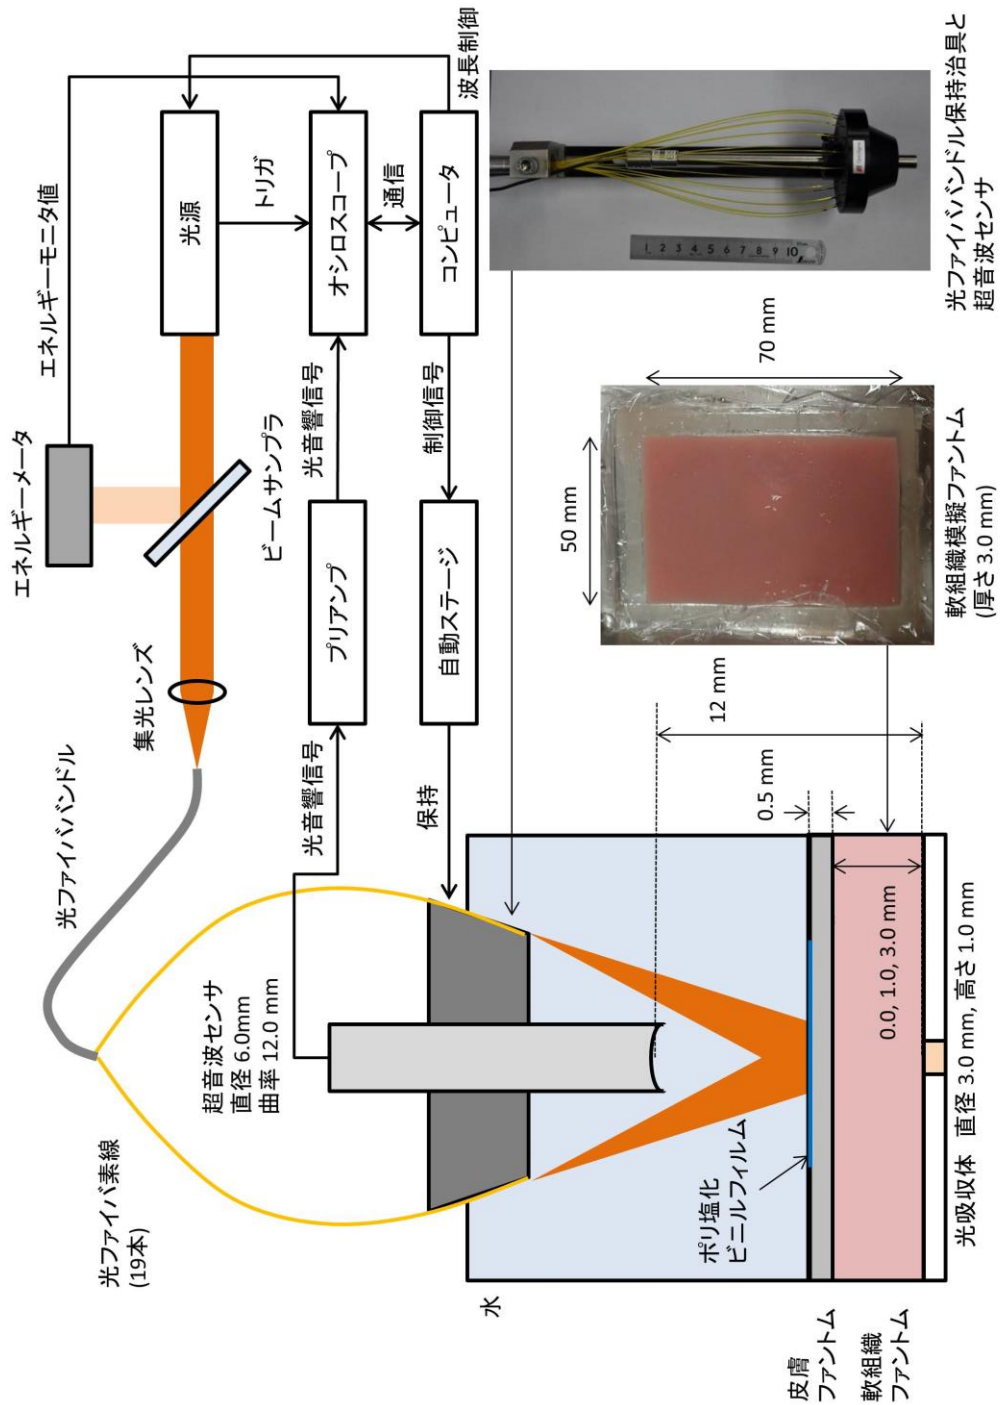 エネルギーメータ
エネルギーモニタ値
光ファイババンドル
集光レンズ
ビームサンプラ
光源
波長制御
トリガ
光ファイバ素線
(19本)
超音波センサ
直径 6.0mm
曲率 12.0 mm
光音響信号
プリアンプ
光音響信号
オシロスコープ
通信
保持
自動ステージ
制御信号
コンピュータ
水
ポリ塩化
ビニルフィルム
皮膚
ファントム
軟組織
ファントム
0.5 mm
12 mm
0.0, 1.0, 3.0 mm
光吸収体 直径 3.0 mm, 高さ 1.0 mm
50 mm
70 mm
軟組織模擬ファントム
(厚さ 3.0 mm)
1 2 3 4 5 6 7 8 9 10
光ファイババンドル保持治具と
超音波センサ